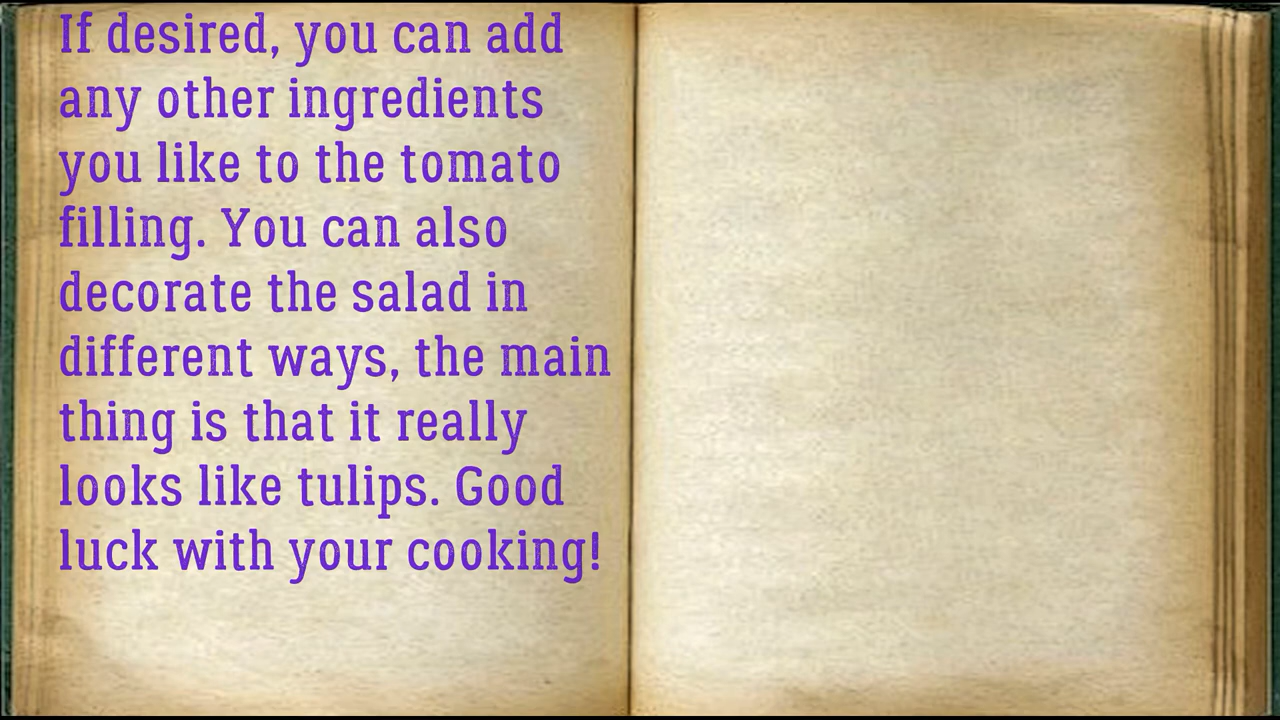 If desired, you can add
any other ingredients
you like to the tomato
filling. You can also
decorate the salad in
different ways, the main
thing is that it really
looks like tulips. Good
luck with your cooking!